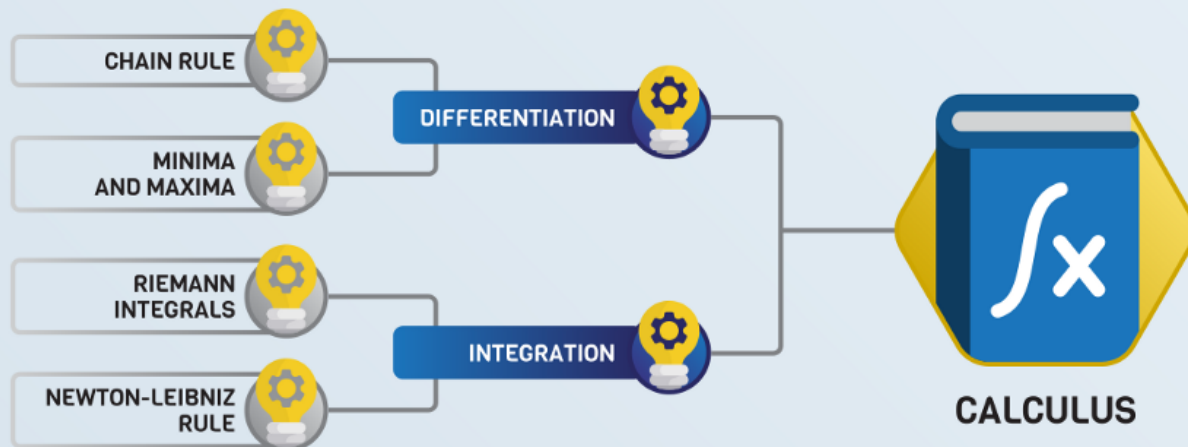 CHAIN RULE
MINIMA
AND MAXIMA
DIFFERENTIATION
RIEMANN
INTEGRALS
NEWTON-LEIBNIZ
RULE
INTEGRATION
∫x
CALCULUS